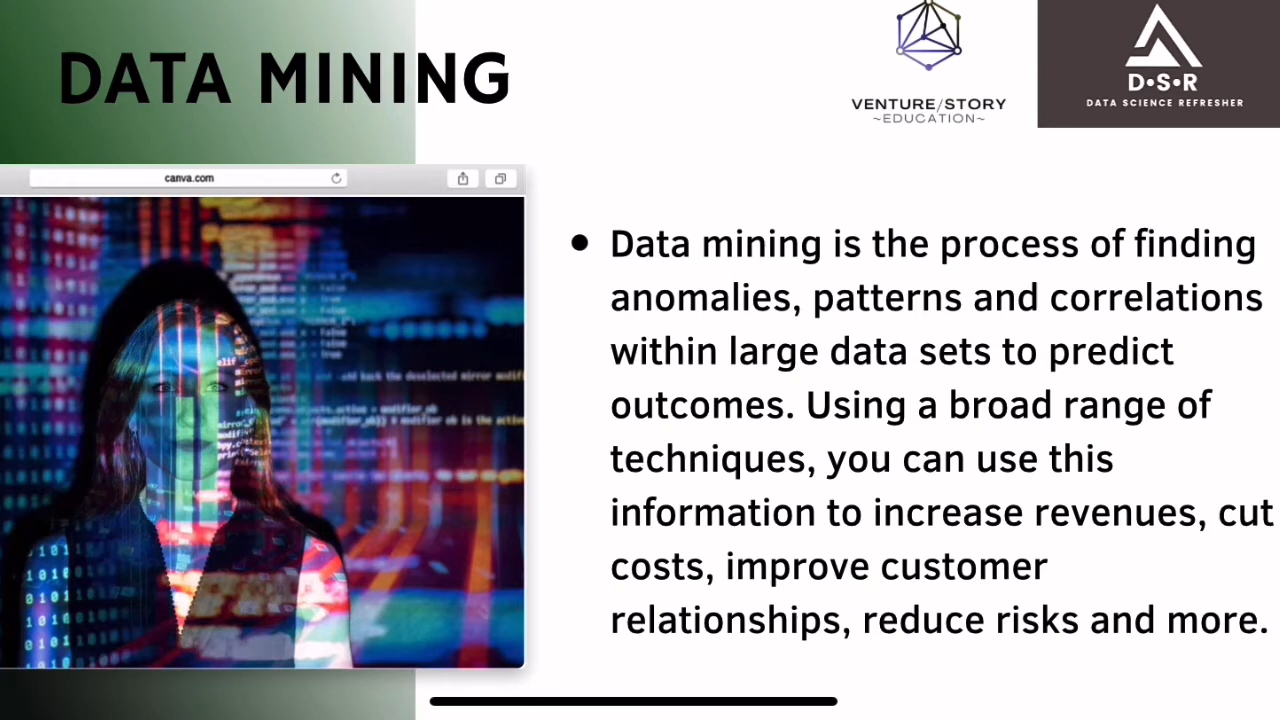 DATA MINING
VENTURE/STORY
~EDUCATION~
D•S•R
DATA SCIENCE REFRESHER
canva.com
• Data mining is the process of finding
anomalies, patterns and correlations
within large data sets to predict
outcomes. Using a broad range of
techniques, you can use this
information to increase revenues, cut
costs, improve customer
relationships, reduce risks and more.